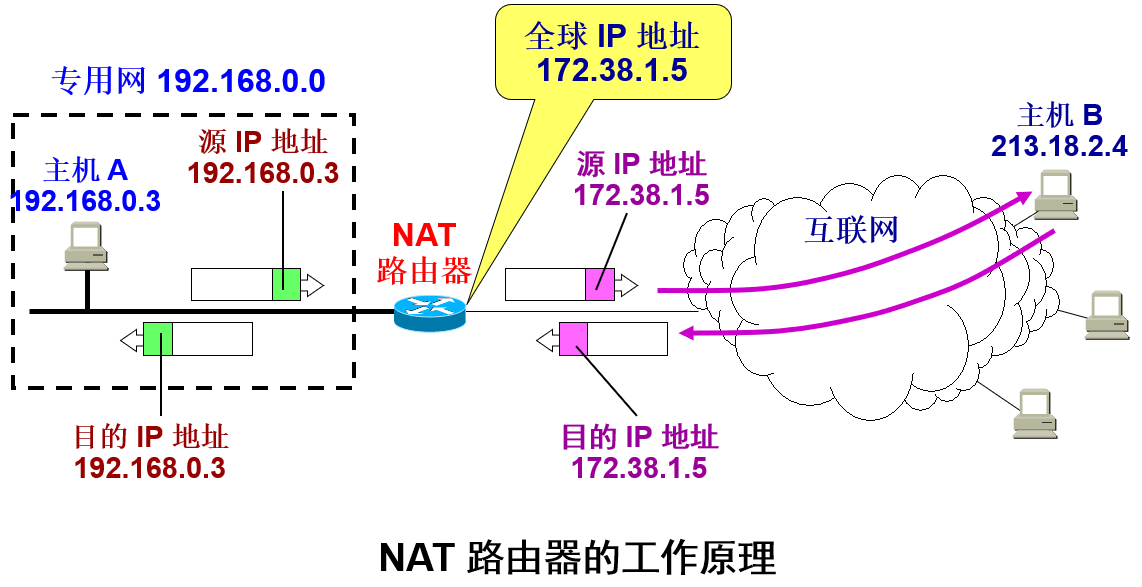 全球 IP 地址
172.38.1.5
专用网 192.168.0.0
源 IP 地址
192.168.0.3
主机 A
192.168.0.3
NAT
路由器
源 IP 地址
172.38.1.5
互联网
主机 B
213.18.2.4
目的 IP 地址
192.168.0.3
目的 IP 地址
172.38.1.5
NAT 路由器的工作原理